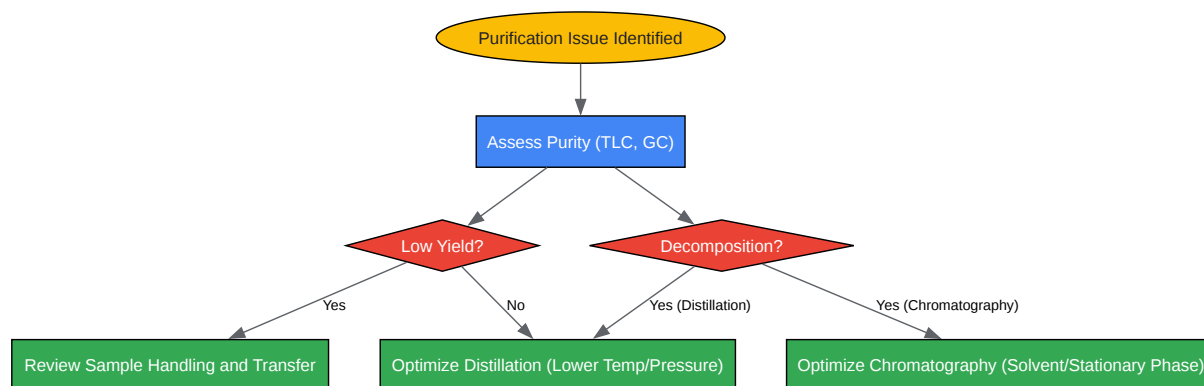 Purification Issue Identified
Assess Purity (TLC, GC)
Low Yield?
Decomposition?
Yes
No
Yes (Distillation)
Yes (Chromatography)
Review Sample Handling and Transfer
Optimize Distillation (Lower Temp/Pressure)
Optimize Chromatography (Solvent/Stationary Phase)